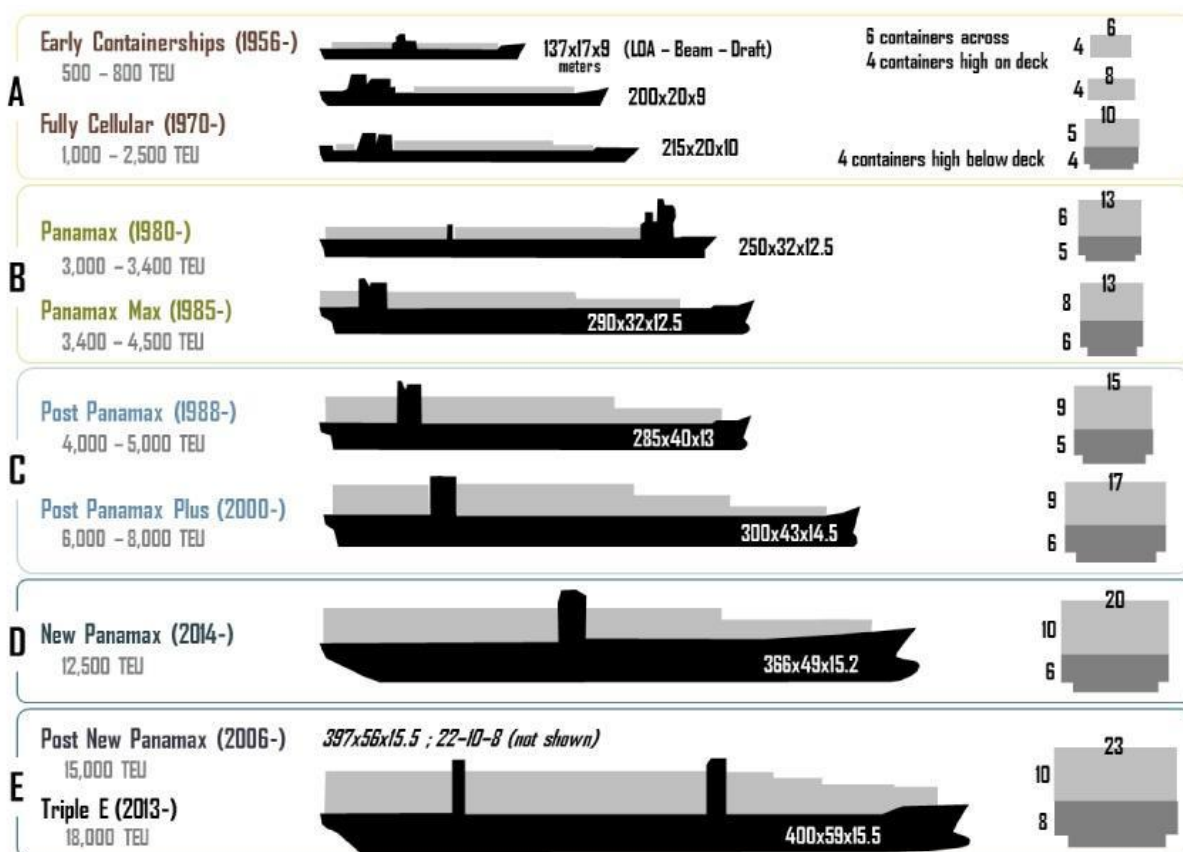 A
Early Containerships (1956-)
500 – 800 TEU
137x17x9 (LOA – Beam – Draft)
meters
6 containers across
4 containers high on deck
6
4
200x20x9
8
4
Fully Cellular (1970-)
1,000 – 2,500 TEU
215x20x10
4 containers high below deck
10
5
4
B
Panamax (1980-)
3,000 – 3,400 TEU
250x32x12.5
13
6
5
Panamax Max (1985-)
3,400 – 4,500 TEU
290x32x12.5
13
8
6
C
Post Panamax (1988-)
4,000 – 5,000 TEU
285x40x13
15
9
5
Post Panamax Plus (2000-)
6,000 – 8,000 TEU
300x43x14.5
17
9
6
D
New Panamax (2014-)
12,500 TEU
366x49x15.2
20
10
6
E
Post New Panamax (2006-)
15,000 TEU
397x56x15.5 ; 22-10-8 (not shown)
Triple E (2013-)
18,000 TEU
400x59x15.5
23
10
8